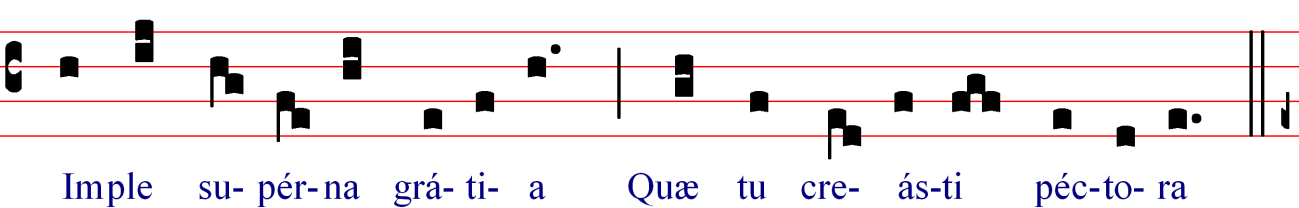 Imple su- pér- na grá- ti- a Quæ tu cre- ás-ti péc-to- ra